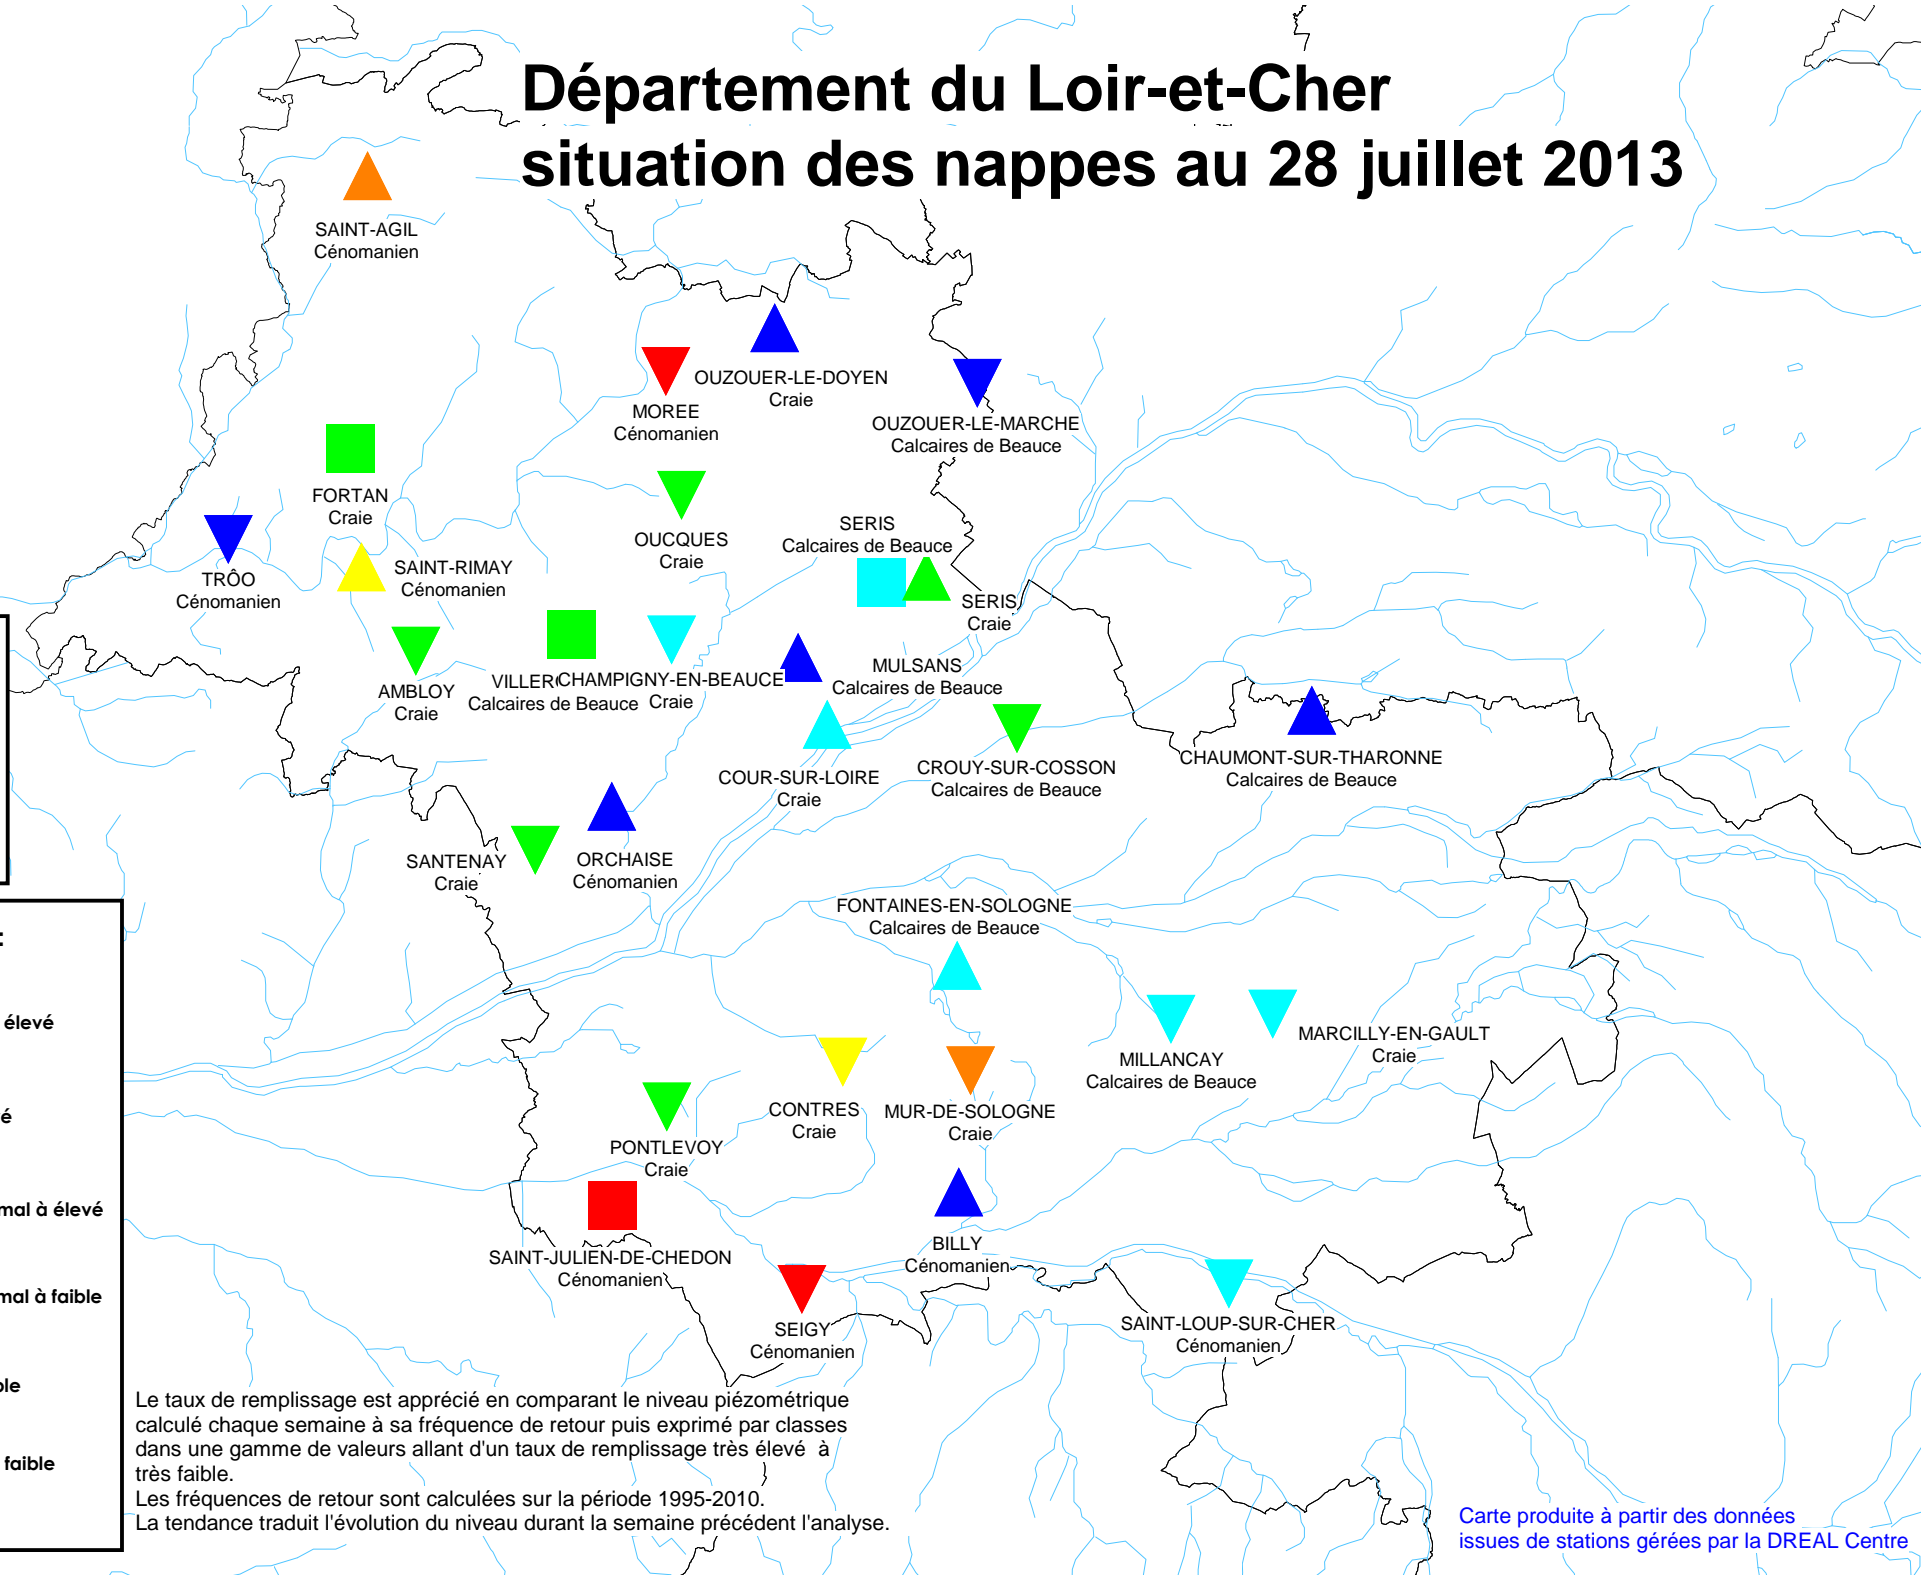 Département du Loir-et-Cher
situation des nappes au 28 juillet 2013
SAINT-AGIL
Cénomanien
OUZOUER-LE-DOYEN
Craie
MOREE
Cénomanien
OUZOUER-LE-MARCHE
Calcaires de Beauce
FORTAN
Craie
OUCQUES
Craie
SERIS
Calcaires de Beauce
TRÔO
Cénomanien
SAINT-RIMAY
Cénomanien
SERIS
Craie
AMBLOY
Craie
Calcaires de Beauce
CHAMPIGNY-EN-BEAUCE
Craie
MULSANS
Calcaires de Beauce
COUR-SUR-LOIRE
Craie
CROUY-SUR-COSSON
Calcaires de Beauce
CHAUMONT-SUR-THARONNE
Calcaires de Beauce
SANTENAY
Craie
ORCHAISE
Cénomanien
FONTAINES-EN-SOLOGNE
Calcaires de Beauce
MILLANCAY
Calcaires de Beauce
MARCILLY-EN-GAULT
Craie
CONTRES
Craie
MUR-DE-SOLOGNE
Craie
PONTLEVOY
Craie
SAINT-JULIEN-DE-CHEDON
Cénomanien
BILLY
Cénomanien
SEIGY
Cénomanien
SAINT-LOUP-SUR-CHER
Cénomanien
:
élevé
mal à élevé
mal à faible
faible
Le taux de remplissage est apprécié en comparant le niveau piézométrique
calculé chaque semaine à sa fréquence de retour puis exprimé par classes
dans une gamme de valeurs allant d'un taux de remplissage très élevé à
très faible.
Les fréquences de retour sont calculées sur la période 1995-2010.
La tendance traduit l'évolution du niveau durant la semaine précédent l'analyse.
Carte produite à partir des données
issues de stations gérées par la DREAL Centre